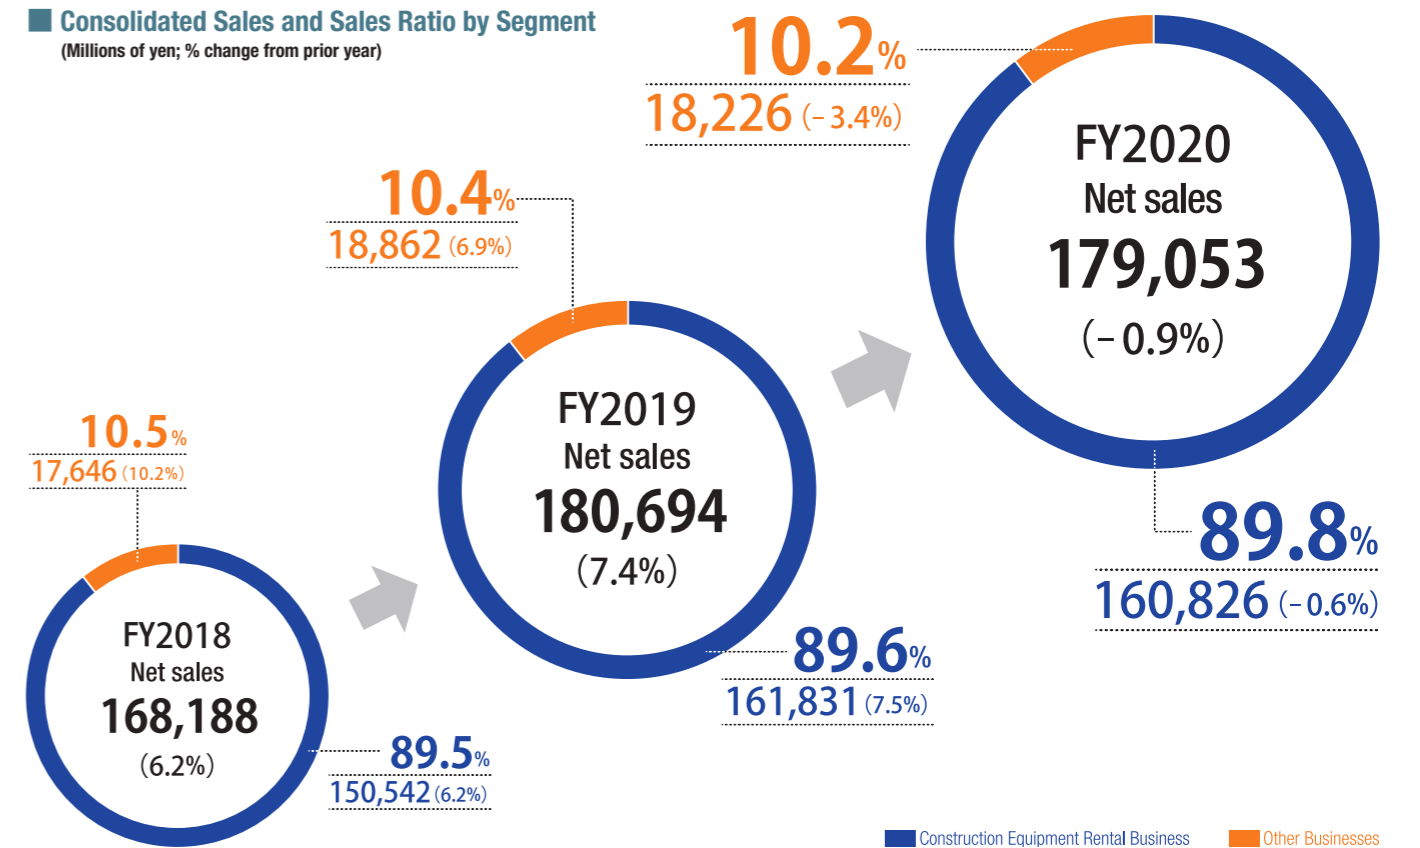 Consolidated Sales and Sales Ratio by Segment
(Millions of yen; % change from prior year)
10.5%
17,646 (10.2%)
FY2018
Net sales
168,188
(6.2%)
89.5%
150,542 (6.2%)
10.4%
18,862 (6.9%)
FY2019
Net sales
180,694
(7.4%)
89.6%
161,831 (7.5%)
10.2%
18,226 (– 3.4%)
FY2020
Net sales
179,053
(– 0.9%)
89.8%
160,826 (– 0.6%)
Construction Equipment Rental Business
Other Businesses